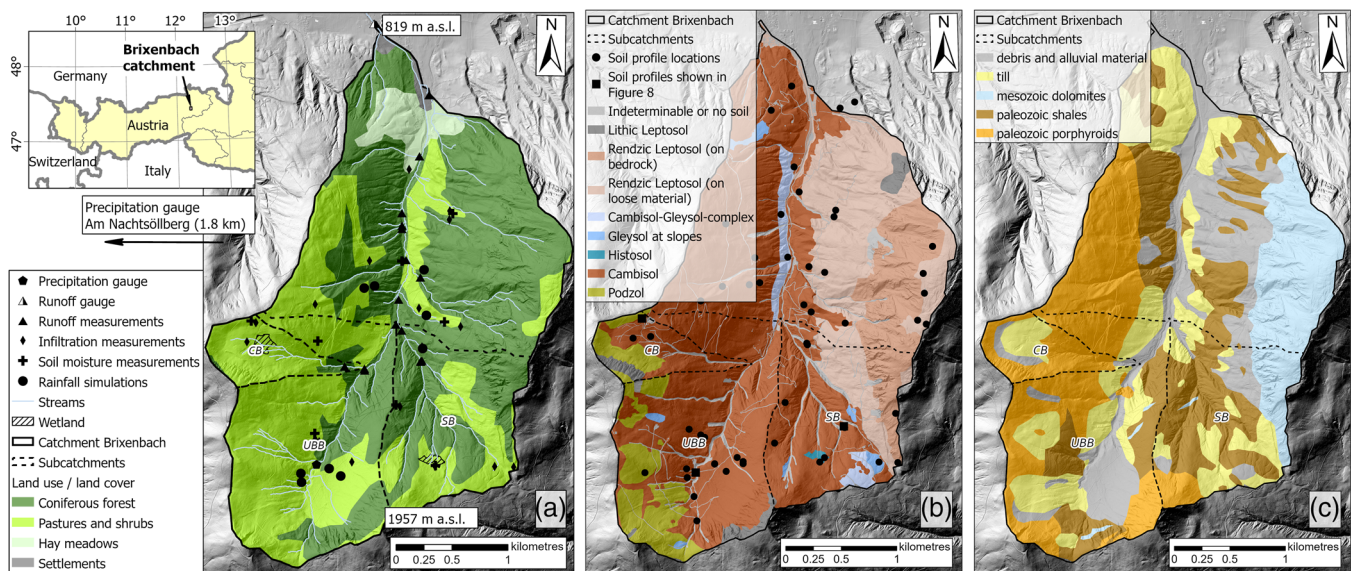 13° 12° 11° 10° 9° 8°
48°
47°
Brixenbach
catchment
Germany
Austria
Switzerland
Italy
819 m a.s.l.
N
Precipitation gauge
Am Nachtsöllberg (1.8 km)
Precipitation gauge
Runoff gauge
Runoff measurements
Infiltration measurements
Soil moisture measurements
Rainfall simulations
Streams
Wetland
Catchment Brixenbach
Subcatchments
Land use / land cover
Coniferous forest
Pastures and shrubs
Hay meadows
Settlements
CB
UBB
SB
1957 m a.s.l.
(a)
kilometres
0 0.25 0.5 1
Catchment Brixenbach
Subcatchments
Soil profile locations
Soil profiles shown in
Figure 8
Indeterminable or no soil
Lithic Leptosol
Rendzic Leptosol (on
bedrock)
Rendzic Leptosol (on
loose material)
Cambisol-Gleysol-complex
Gleysol at slopes
Histosol
Cambisol
Podzol
N
CB
UBB
SB
(b)
kilometres
0 0.25 0.5 1
Catchment Brixenbach
Subcatchments
debris and alluvial material
till
mesozoic dolomites
paleozoic shales
paleozoic porphyroids
N
CB
UBB
SB
(c)
kilometres
0 0.25 0.5 1